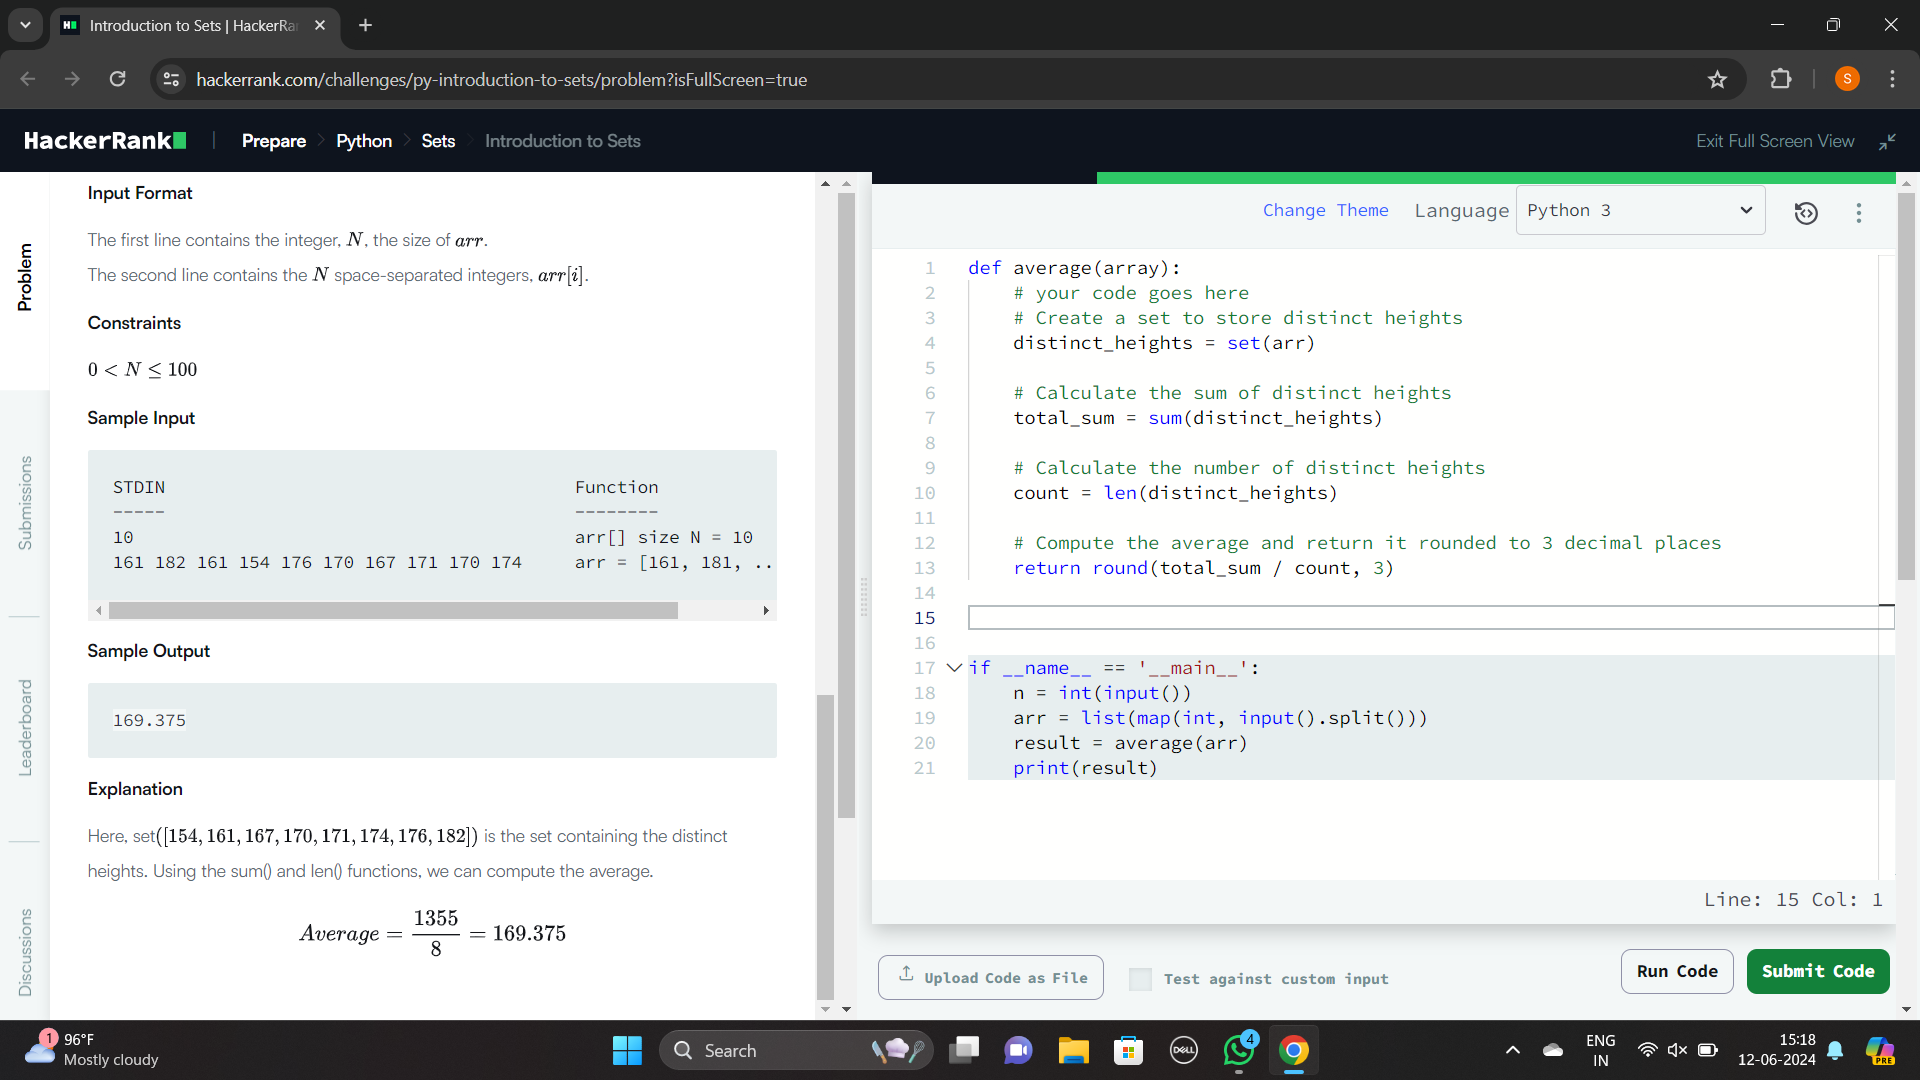 Introduction to Sets | HackerRa
hackerrank.com/challenges/py-introduction-to-sets/problem?isFullScreen=true
S
HackerRank
Prepare
Python
Sets
Introduction to Sets
Exit Full Screen View
Problem
Submissions
Leaderboard
Discussions
Input Format
The first line contains the integer, N, the size of arr.
The second line contains the N space-separated integers, arr[i].
Constraints
0 < N ≤ 100
Sample Input
STDIN Function
----- --------
10 arr[] size N = 10
161 182 161 154 176 170 167 171 170 174 arr = [161, 181, ..
Sample Output
169.375
Explanation
Here, set([154, 161, 167, 170, 171, 174, 176, 182]) is the set containing the distinct
heights. Using the sum() and len() functions, we can compute the average.
Average = 1355/8 = 169.375
Change Theme Language Python 3
1 def average(array):
2 # your code goes here
3 # Create a set to store distinct heights
4 distinct_heights = set(arr)
5
6 # Calculate the sum of distinct heights
7 total_sum = sum(distinct_heights)
8
9 # Calculate the number of distinct heights
10 count = len(distinct_heights)
11
12 # Compute the average and return it rounded to 3 decimal places
13 return round(total_sum / count, 3)
14
15
16
17 if __name__ == '__main__':
18 n = int(input())
19 arr = list(map(int, input().split()))
20 result = average(arr)
21 print(result)
Line: 15 Col: 1
Upload Code as File
Test against custom input
Run Code
Submit Code
1
96°F
Mostly cloudy
Search
DELL
4
ENG
IN
15:18
12-06-2024
PRE